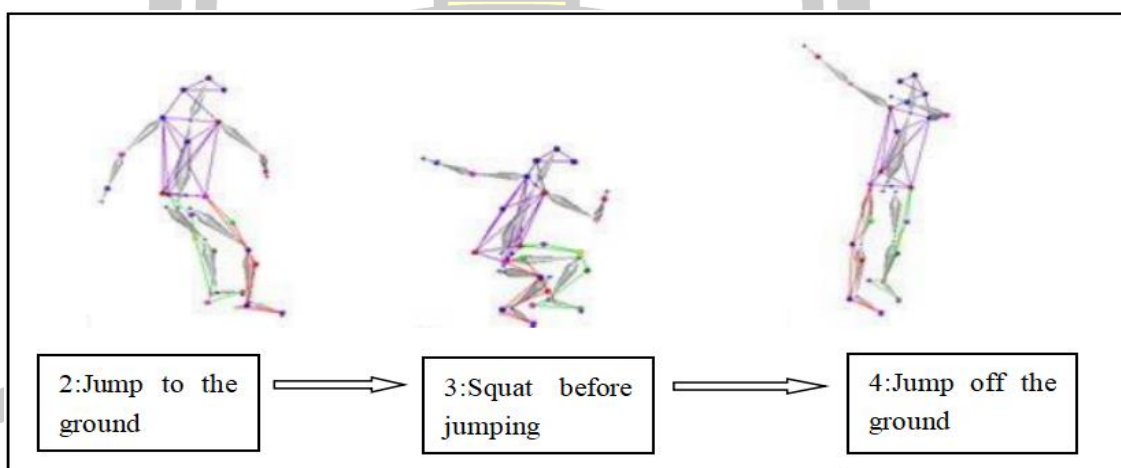 2:Jump to the
ground
3:Squat before
jumping
4:Jump off the
ground